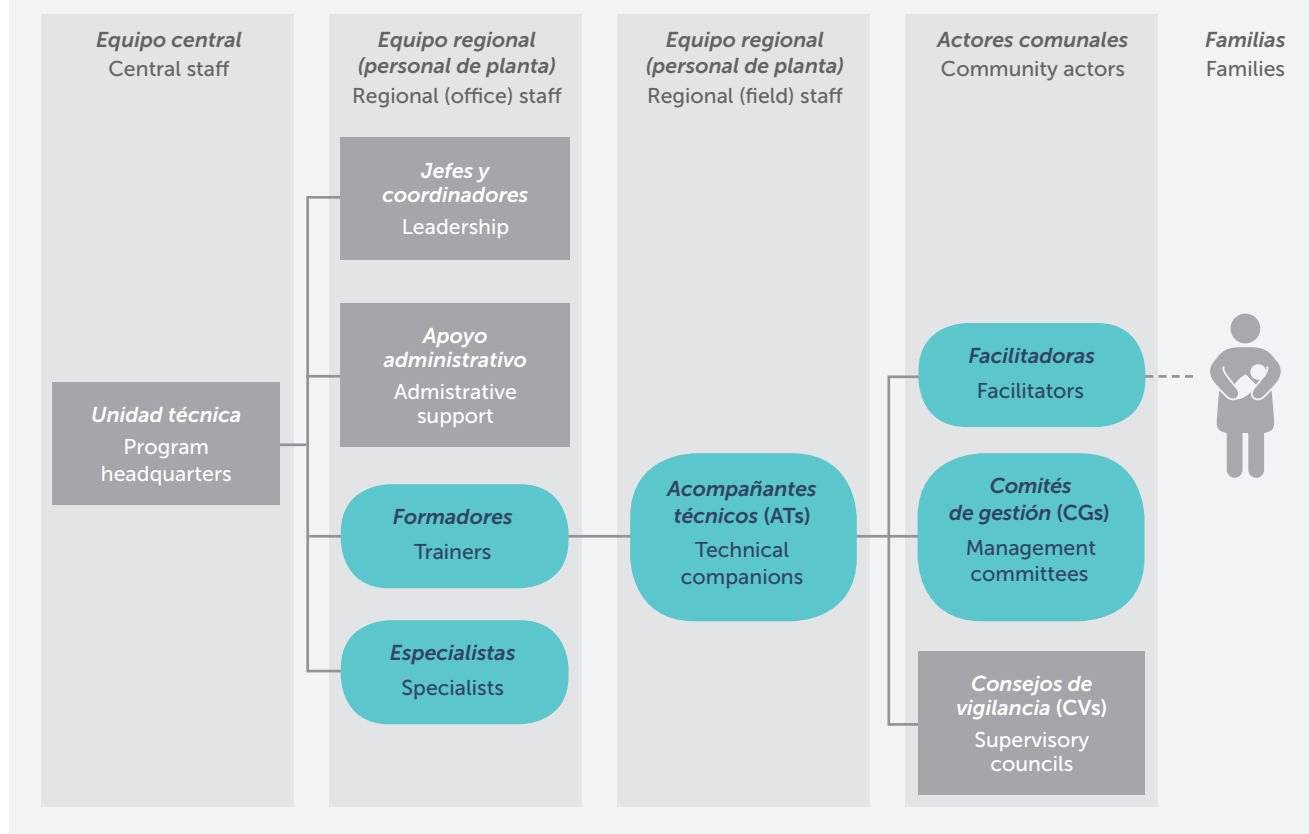 Equipo central
Central staff
Equipo regional
(personal de planta)
Regional (office) staff
Equipo regional
(personal de planta)
Regional (field) staff
Actores comunales
Community actors
Familias
Families
Unidad técnica
Program
headquarters
Jefes y
coordinadores
Leadership
Apoyo
administrativo
Admistrative
support
Formadores
Trainers
Especialistas
Specialists
Acompañantes
técnicos (ATs)
Technical
companions
Facilitadoras
Facilitators
Comités
de gestión (CGs)
Management
committees
Consejos de
vigilancia (CVs)
Supervisory
councils